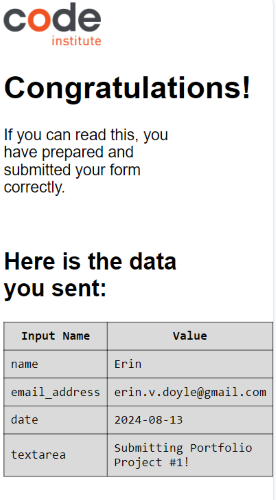 code
institute
Congratulations!
If you can read this, you
have prepared and
submitted your form
correctly.
Here is the data
you sent:
Input Name Value
name Erin
email_address erin.v.doyle@gmail.com
date 2024-08-13
textarea Submitting Portfolio
Project #1!